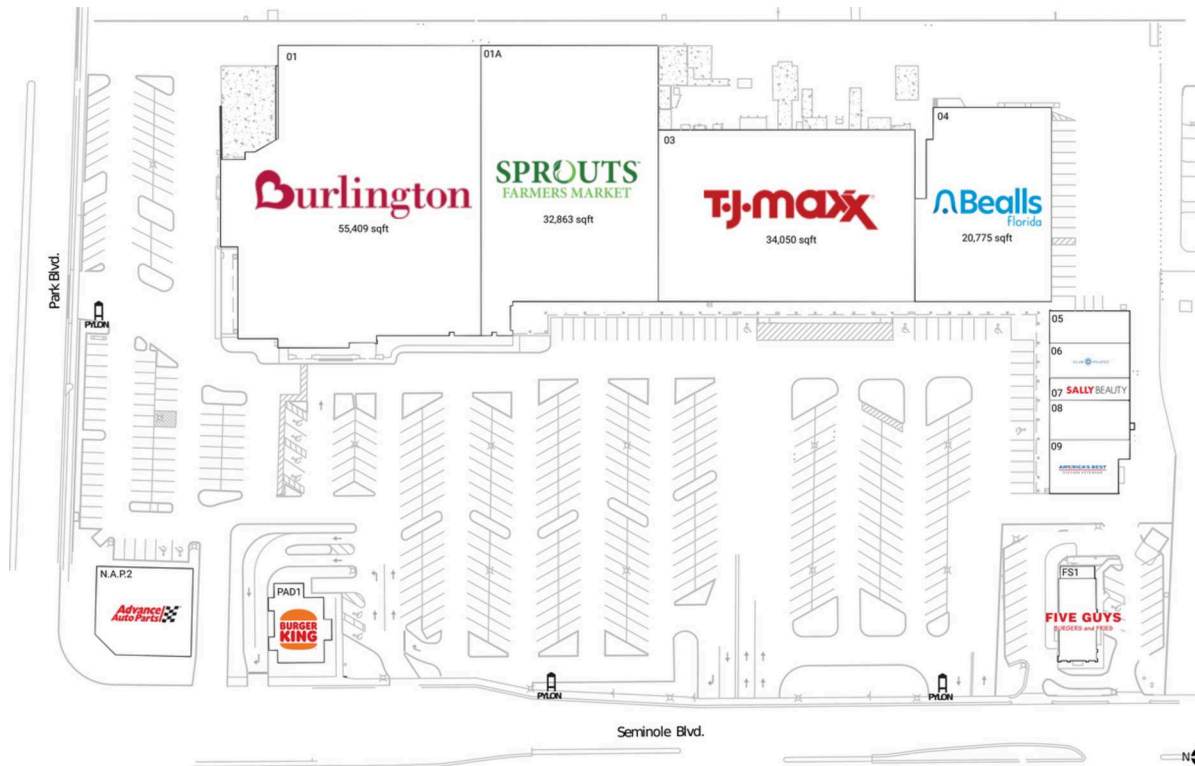 01
Burlington
55,409 sqft
01A
SPROUTS
FARMERS MARKET
32,863 sqft
03
T·J·maxx
34,050 sqft
04
Bealls
Florida
20,775 sqft
Park Blvd.
PYLON
05
06
CLUB PILATES
07 SALLY BEAUTY
08
09
AMERICA'S BEST
N.A.P.2
Advance
Auto Parts
PAD1
BURGER
KING
FS1
FIVE GUYS
BURGERS and FRIES
PYLON
PYLON
Seminole Blvd.
N